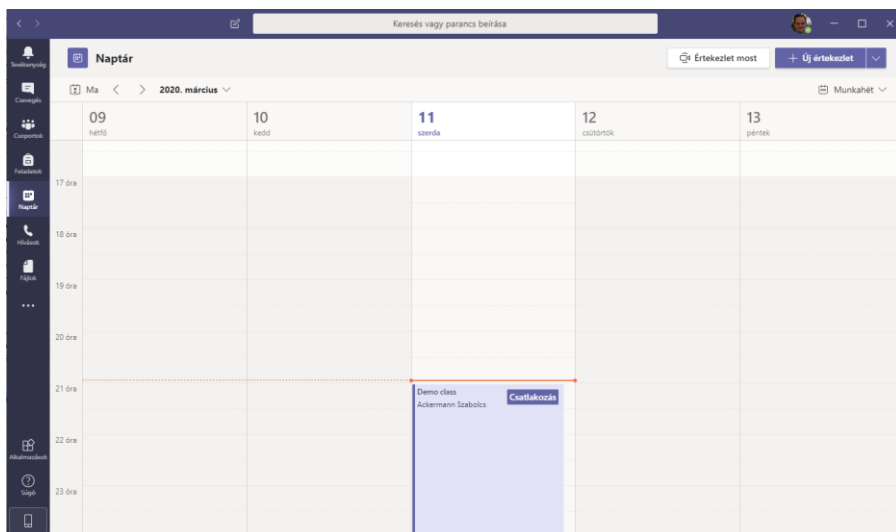 Keresés vagy parancs beírása
Tevékenység
Csevegés
Csoportok
Feladatok
Naptár
Hívások
Fájlok
Alkalmazások
Súgó
Naptár
Értekezlet most
Új értekezlet
Ma
2020. március
Munkahét
09
hétfő
10
kedd
11
szerda
12
csütörtök
13
péntek
17 óra
18 óra
19 óra
20 óra
21 óra
22 óra
23 óra
Demo class
Ackermann Szabolcs
Csatlakozás